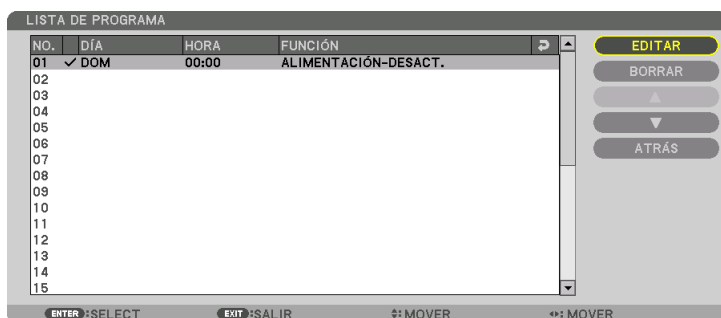 LISTA DE PROGRAMA
NO. DÍA HORA FUNCIÓN
01 ✓ DOM 00:00 ALIMENTACIÓN-DESACT.
02
03
04
05
06
07
08
09
10
11
12
13
14
15
EDITAR
BORRAR
ATRÁS
ENTER :SELECT EXIT :SALIR :MOVER :MOVER